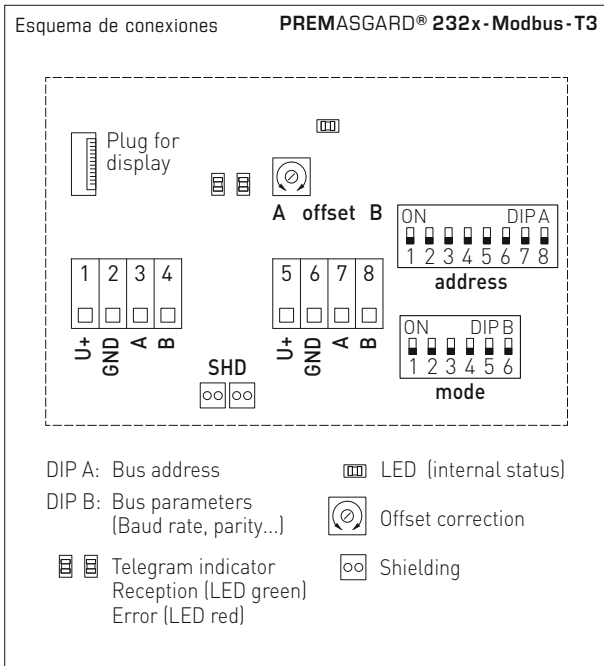 Esquema de conexiones PREMASGARD® 232x-Modbus-T3
Plug for
display
A offset B
ON DIP A
1 2 3 4 5 6 7 8
address
1 2 3 4
U+ GND A B
5 6 7 8
U+ GND A B
SHD
ON DIP B
1 2 3 4 5 6
mode
DIP A: Bus address
DIP B: Bus parameters
(Baud rate, parity...)
Telegram indicator
Reception (LED green)
Error (LED red)
LED (internal status)
Offset correction
Shielding